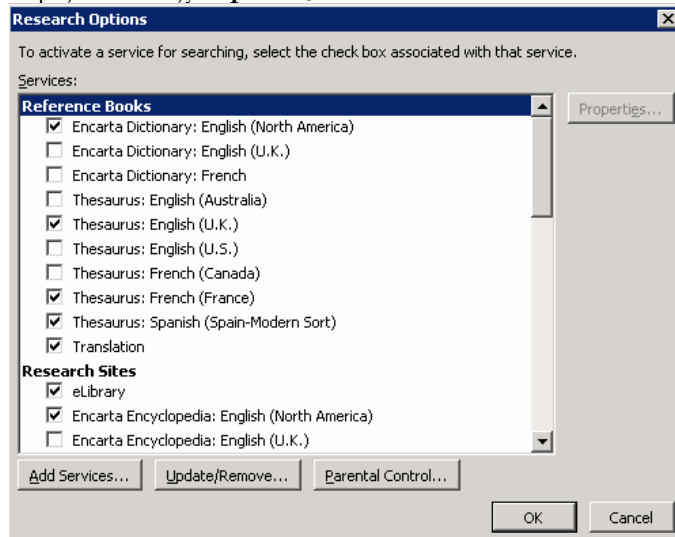 Research Options
To activate a service for searching, select the check box associated with that service.
Services:
Reference Books
Properties...
Encarta Dictionary: English (North America)
Encarta Dictionary: English (U.K.)
Encarta Dictionary: French
Thesaurus: English (Australia)
Thesaurus: English (U.K.)
Thesaurus: English (U.S.)
Thesaurus: French (Canada)
Thesaurus: French (France)
Thesaurus: Spanish (Spain-Modern Sort)
Translation
Research Sites
eLibrary
Encarta Encyclopedia: English (North America)
Encarta Encyclopedia: English (U.K.)
Add Services... Update/Remove... Parental Control...
OK Cancel